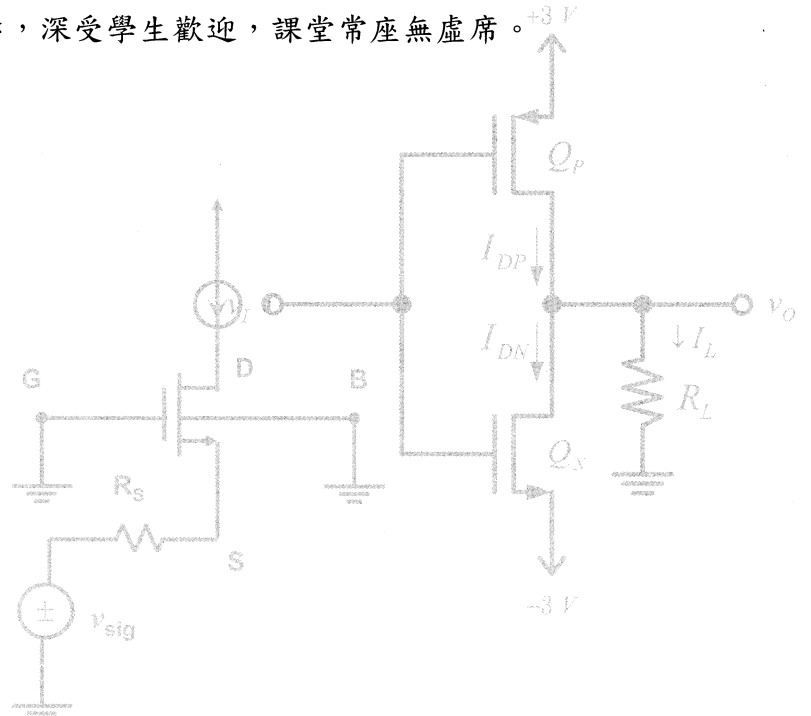 ，深受學生歡迎，課堂常座無虛席。
+3 V
Q_P
I_DP
v_I
v_O
I_DN
I_L
D
G
B
R_L
Q_N
R_S
S
v_sig
-3 V